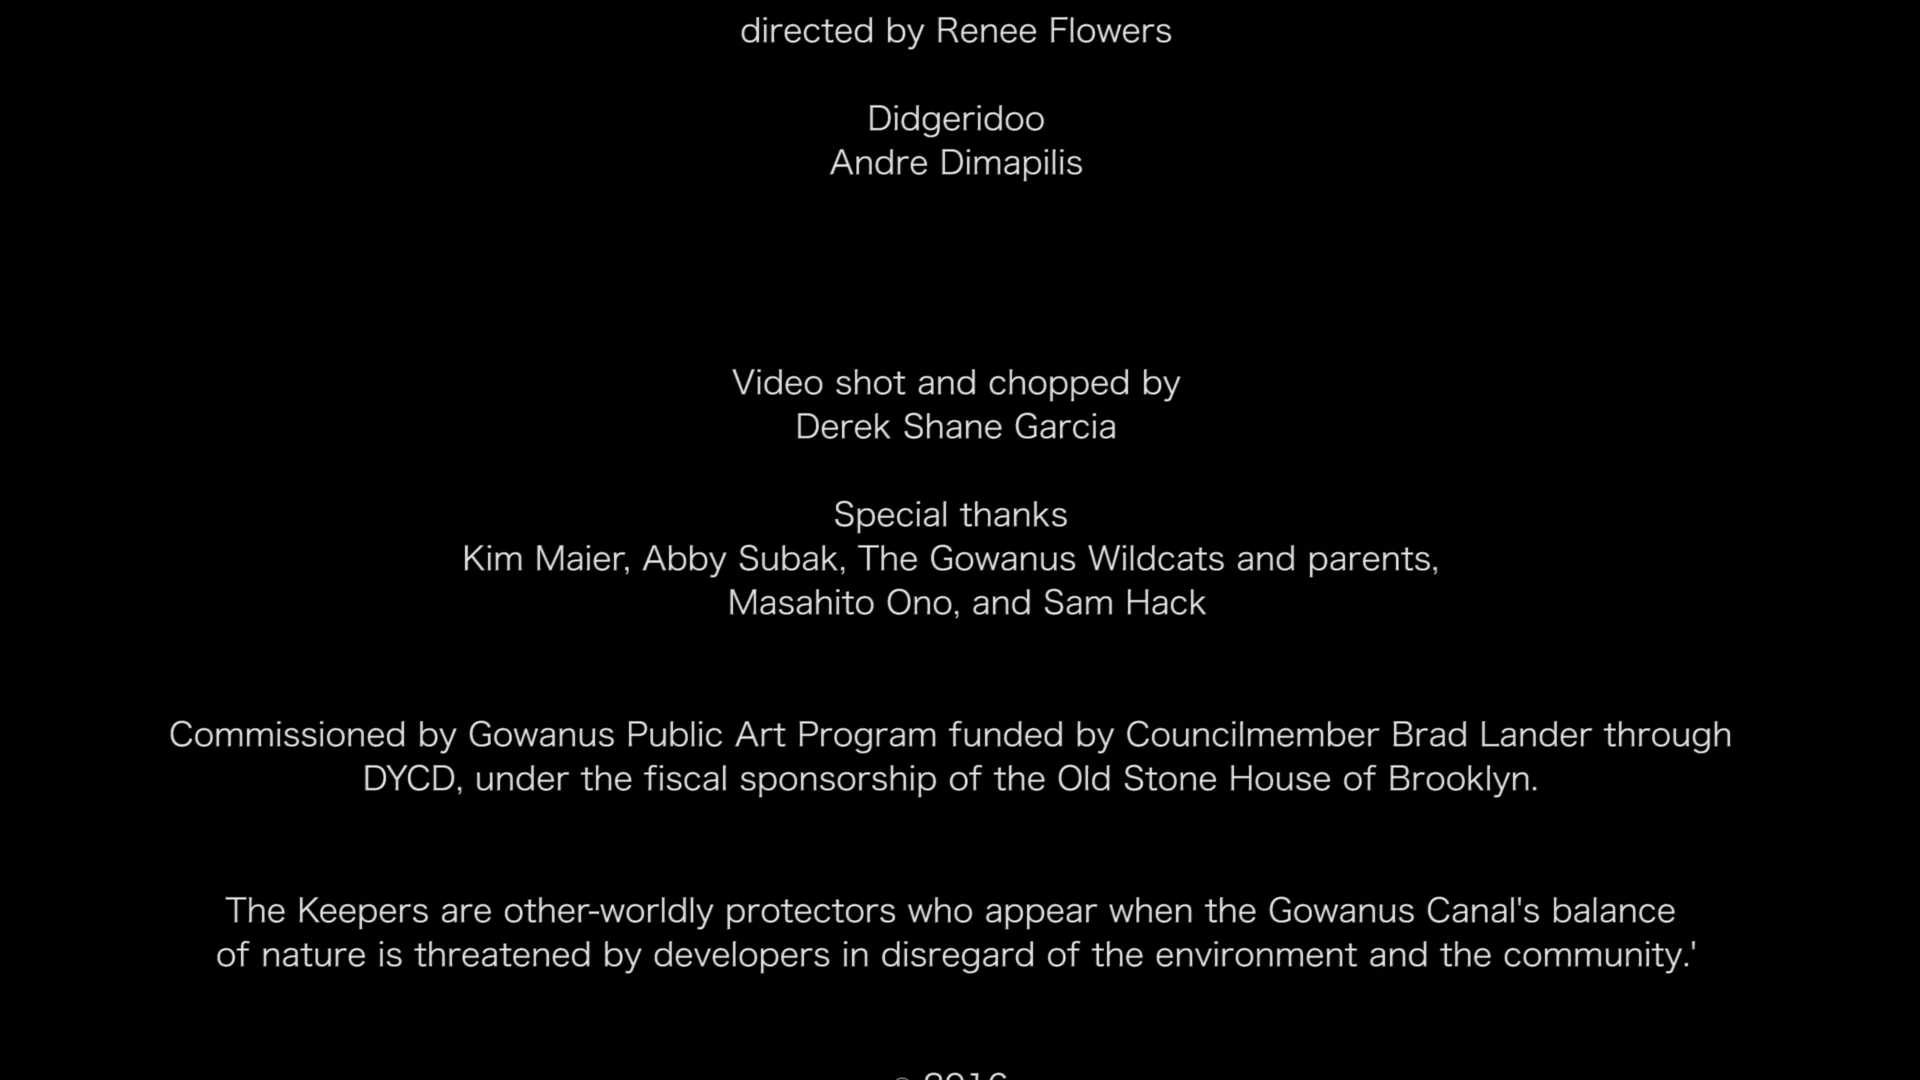 directed by Renee Flowers
Didgeridoo
Andre Dimapilis
Video shot and chopped by
Derek Shane Garcia
Special thanks
Kim Maier, Abby Subak, The Gowanus Wildcats and parents,
Masahito Ono, and Sam Hack
Commissioned by Gowanus Public Art Program funded by Councilmember Brad Lander through
DYCD, under the fiscal sponsorship of the Old Stone House of Brooklyn.
The Keepers are other-worldly protectors who appear when the Gowanus Canal's balance
of nature is threatened by developers in disregard of the environment and the community.'
© 2016